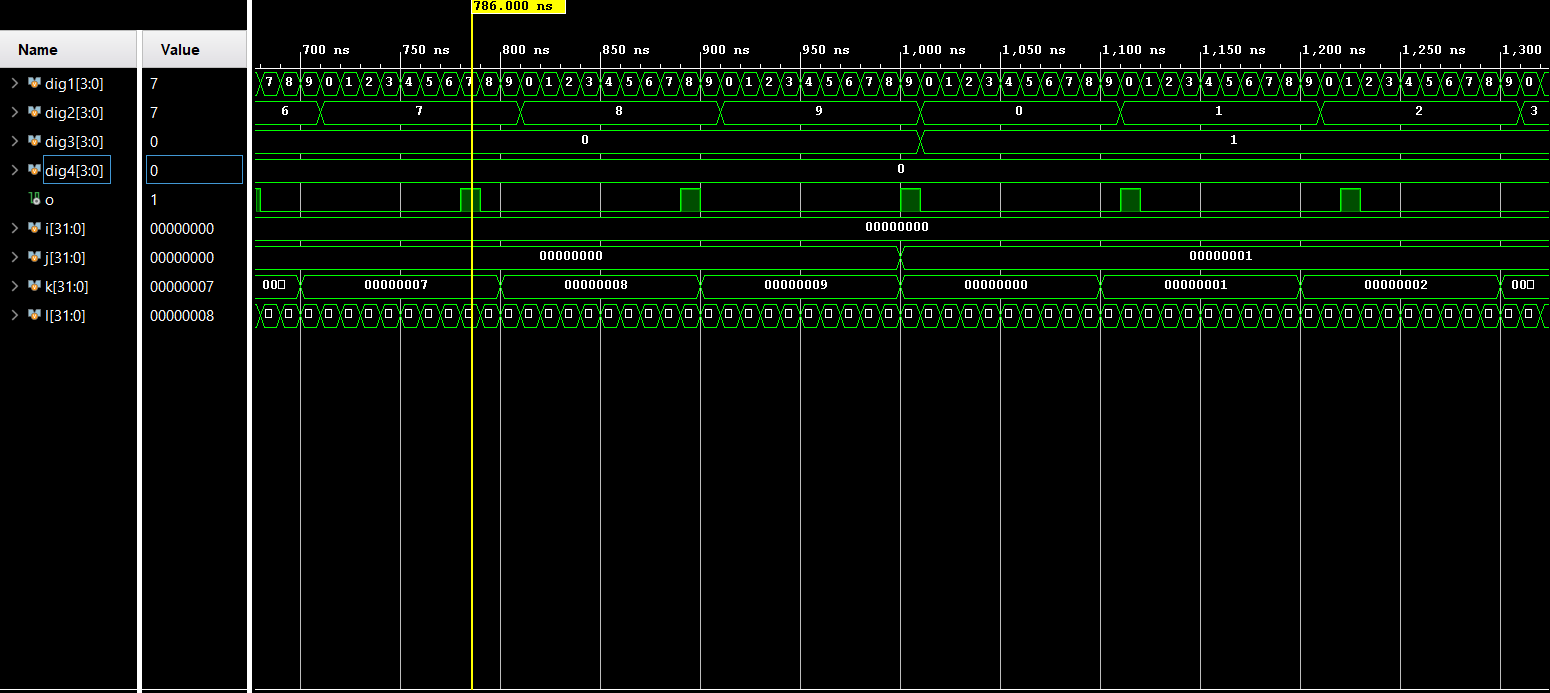 786.000 ns
Name Value 700 ns 750 ns 800 ns 850 ns 900 ns 950 ns 1,000 ns 1,050 ns 1,100 ns 1,150 ns 1,200 ns 1,250 ns 1,300
dig1[3:0] 7 7 8 9 0 1 2 3 4 5 6 7 8 9 0 1 2 3 4 5 6 7 8 9 0 1 2 3 4 5 6 7 8 9 0 1 2 3 4 5 6 7 8 9 0 1 2 3 4 5 6 7 8 9 0 1 2 3 4 5 6 7 8 9 0
dig2[3:0] 7 6 7 8 9 0 1 2 3
dig3[3:0] 0 0 1
dig4[3:0] 0 0
o 1
i[31:0] 00000000 00000000
j[31:0] 00000000 00000000 00000001
k[31:0] 00000007 00 00000007 00000008 00000009 00000000 00000001 00000002 00
l[31:0] 00000008